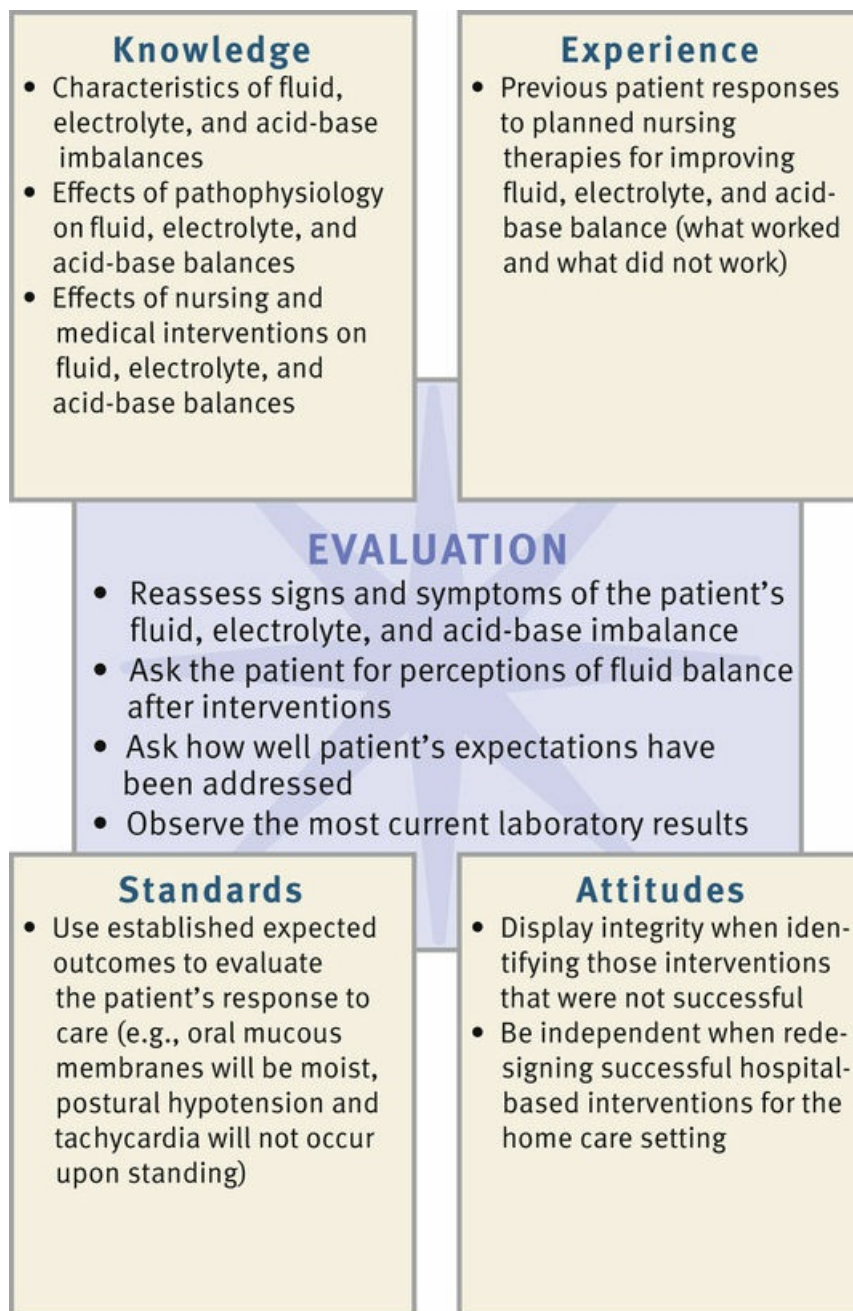 Knowledge
• Characteristics of fluid,
electrolyte, and acid-base
imbalances
• Effects of pathophysiology
on fluid, electrolyte, and
acid-base balances
• Effects of nursing and
medical interventions on
fluid, electrolyte, and
acid-base balances
Experience
• Previous patient responses
to planned nursing
therapies for improving
fluid, electrolyte, and acid-
base balance (what worked
and what did not work)
EVALUATION
• Reassess signs and symptoms of the patient’s
fluid, electrolyte, and acid-base imbalance
• Ask the patient for perceptions of fluid balance
after interventions
• Ask how well patient’s expectations have
been addressed
• Observe the most current laboratory results
Standards
• Use established expected
outcomes to evaluate
the patient’s response to
care (e.g., oral mucous
membranes will be moist,
postural hypotension and
tachycardia will not occur
upon standing)
Attitudes
• Display integrity when iden-
tifying those interventions
that were not successful
• Be independent when rede-
signing successful hospital-
based interventions for the
home care setting